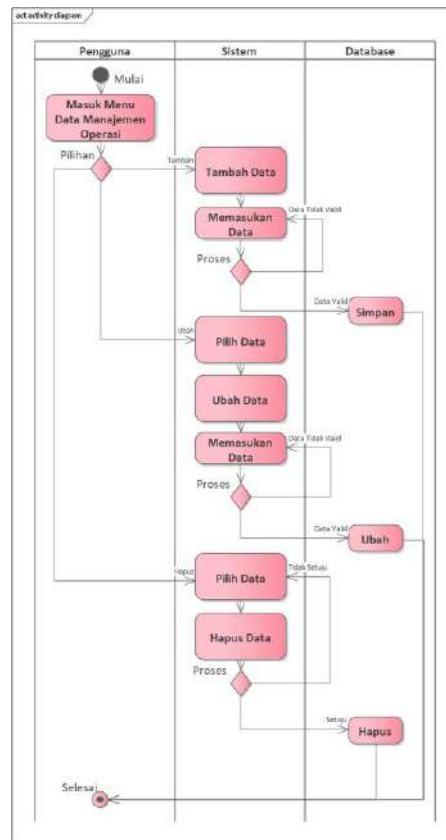 act activity diagram
Pengguna
Sistem
Database
Mulai
Masuk Menu
Data Manajemen
Operasi
Pilihan
Tambah
Tambah Data
Memasukan
Data
Data Tidak Valid
Proses
Data Valid
Simpan
Ubah
Pilih Data
Ubah Data
Memasukan
Data
Data Tidak Valid
Proses
Data Valid
Ubah
Hapus
Pilih Data
Tidak Setuju
Hapus Data
Proses
Setuju
Hapus
Selesai